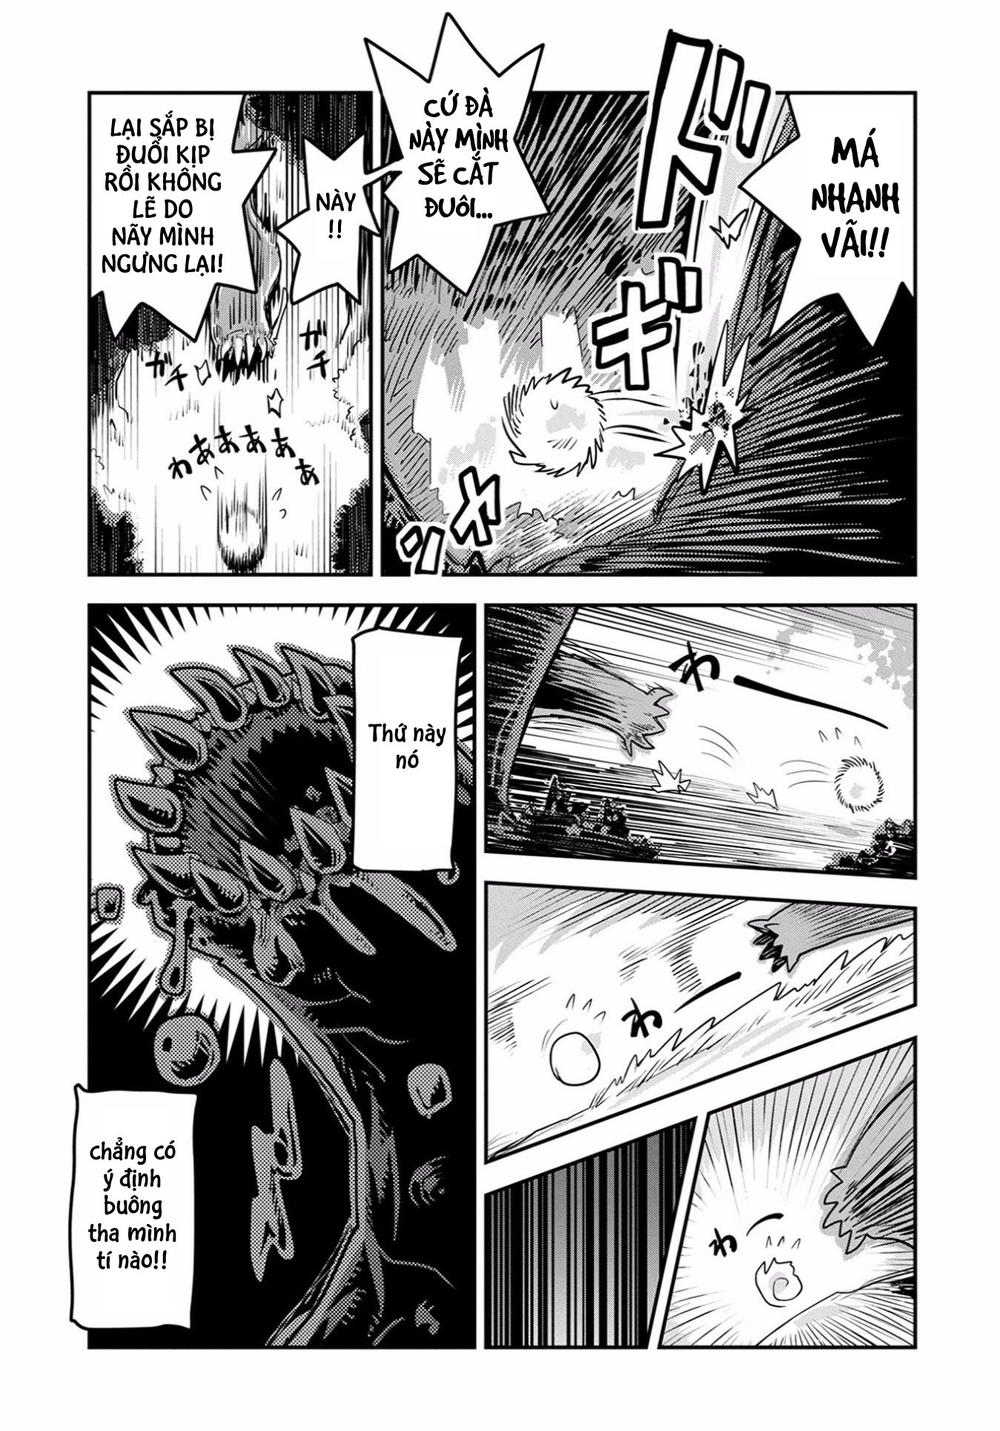 MÁ
NHANH
VÃI!!
CỨ ĐÀ
NÀY MÌNH
SẼ CẮT
ĐUÔI...
ドド
ギャッ
NÀY
!!
LẠI SẮP BỊ
ĐUỔI KỊP
RỒI KHÔNG
LẼ DO
NÃY MÌNH
NGƯNG LẠI!
ガチ
ガチ
わあああああ
わー
わー
わー
Thứ này
nó
chẳng có
ý định
buông
tha mình
tí nào!!